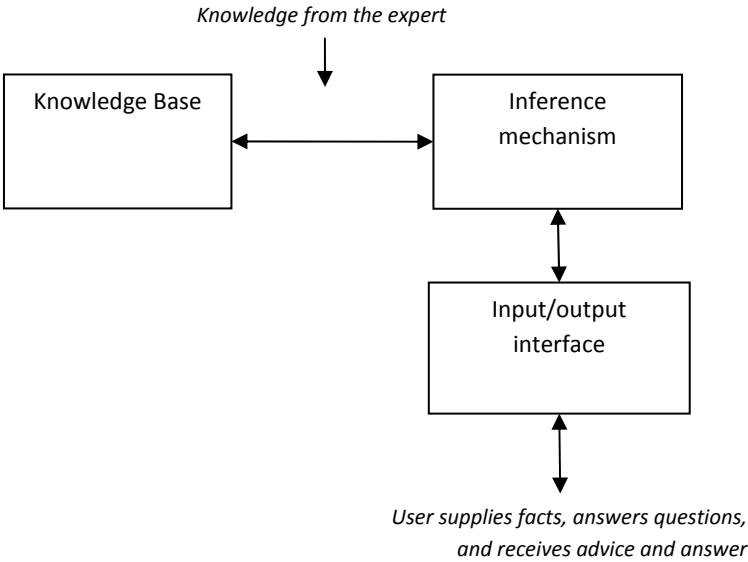 Knowledge from the expert
Knowledge Base
Inference
mechanism
Input/output
interface
User supplies facts, answers questions,
and receives advice and answer